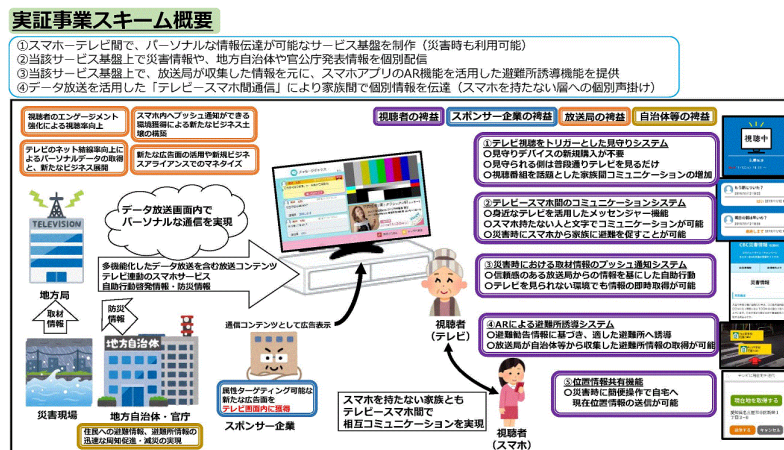 実証事業スキーム概要
①スマホーテレビ間で、パーソナルな情報伝達が可能なサービス基盤を制作（災害時も利用可能）
②当該サービス基盤上で災害情報や、地方自治体や官公庁発表情報を個別配信
③当該サービス基盤上で、放送局が収集した情報を元に、スマホアプリのAR機能を活用した避難所誘導機能を提供
④データ放送を活用した「テレビースマホ間通信」により家族間で個別情報を伝達（スマホを持たない層への個別声掛け）
視聴者のエンゲージメント
強化による視聴率向上
スマホ内へプッシュ通知ができる
環境獲得による新たなビジネス土
壌の構築
テレビのネット結線率向上に
よるパーソナルデータの取得
と、新たなビジネス展開
新たな広告面の活用や新規ビジネス
アライアンスでのマネタイズ
視聴者の裨益
スポンサー企業の裨益
放送局の裨益
自治体等の裨益
データ放送画面内で
パーソナルな通信を実現
TELEVISION
地方局
多機能化したデータ放送を含む放送コンテンツ
テレビ連動のスマホサービス
自助行動啓発情報・防災情報
取材
情報
防災
情報
災害現場
地方自治体
地方自治体・官庁
住民への避難情報、避難所情報の
迅速な周知促進・減災の実現
通信コンテンツとして広告表示
属性ターゲティング可能な
新たな広告面を
テレビ画面内に獲得
スポンサー企業
視聴者
（テレビ）
スマホを持たない家族とも
テレビースマホ間で
相互コミュニケーションを実現
視聴者
（スマホ）
①テレビ視聴をトリガーとした見守りシステム
〇見守りデバイスの新規購入が不要
〇見守られる側は普段通りテレビを見るだけ
〇視聴番組を話題とした家族間コミュニケーションの増加
②テレビースマホ間のコミュニケーションシステム
〇身近なテレビを活用したメッセンジャー機能
〇スマホ持たない人と文字でコミュニケーションが可能
〇災害時にスマホから家族に避難を促すことが可能
③災害時における取材情報のプッシュ通知システム
〇信頼感のある放送局からの情報を基にした自助行動
〇テレビを見られない環境でも情報の即時取得が可能
④ARによる避難所誘導システム
〇避難勧告情報に基づき、適した避難所へ誘導
〇放送局が自治体等から収集した避難所情報の取得が可能
⑤位置情報共有機能
〇災害時に簡便操作で自宅へ
現在位置情報の送信が可能
視聴中
災害情報
現在地を取得する
キャンセル